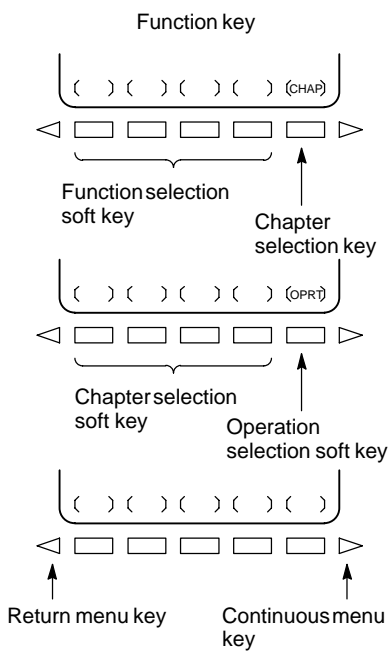 Function key
( ) ( ) ( ) ( ) (CHAP)
Function selection
soft key
Chapter
selection key
( ) ( ) ( ) ( ) (OPRT)
Chapter selection
soft key
Operation
selection soft key
( ) ( ) ( ) ( ) ( )
Return menu key
Continuous menu
key